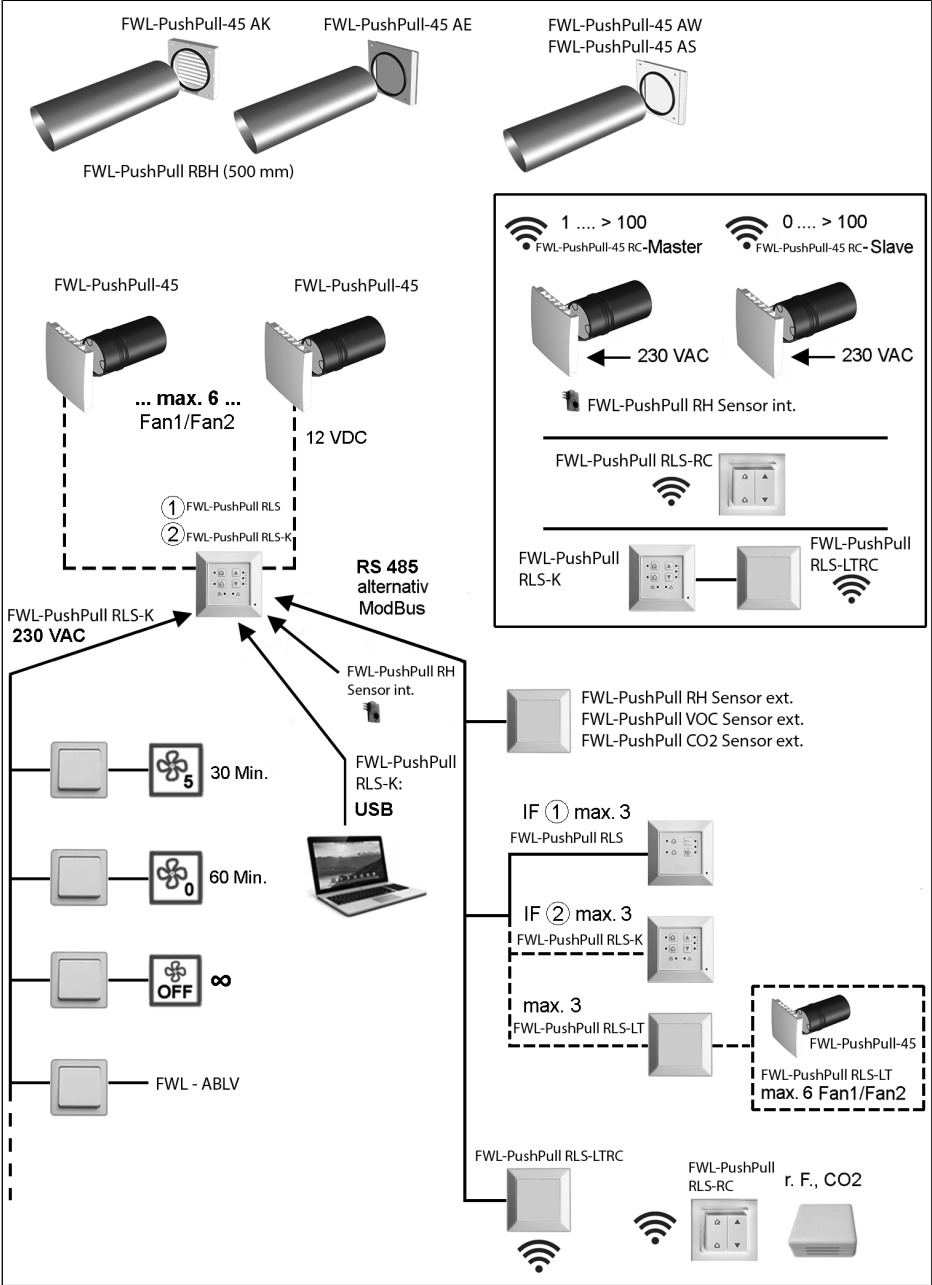 FWL-PushPull-45 AK
FWL-PushPull-45 AE
FWL-PushPull-45 AW
FWL-PushPull-45 AS
FWL-PushPull RBH (500 mm)
1 .... > 100
FWL-PushPull-45 RC-Master
0 .... > 100
FWL-PushPull-45 RC-Slave
230 VAC
230 VAC
FWL-PushPull RH Sensor int.
FWL-PushPull RLS-RC
FWL-PushPull
RLS-K
FWL-PushPull
RLS-LTRC
FWL-PushPull-45
FWL-PushPull-45
... max. 6 ...
Fan1/Fan2
12 VDC
1 FWL-PushPull RLS
2 FWL-PushPull RLS-K
RS 485
alternativ
ModBus
FWL-PushPull RLS-K
230 VAC
FWL-PushPull RH
Sensor int.
FWL-PushPull
RLS-K:
USB
5
30 Min.
0
60 Min.
OFF
∞
FWL - ABLV
FWL-PushPull RH Sensor ext.
FWL-PushPull VOC Sensor ext.
FWL-PushPull CO2 Sensor ext.
IF 1 max. 3
FWL-PushPull RLS
IF 2 max. 3
FWL-PushPull RLS-K
max. 3
FWL-PushPull RLS-LT
FWL-PushPull-45
FWL-PushPull RLS-LT
max. 6 Fan1/Fan2
FWL-PushPull RLS-LTRC
FWL-PushPull
RLS-RC
r. F., CO2